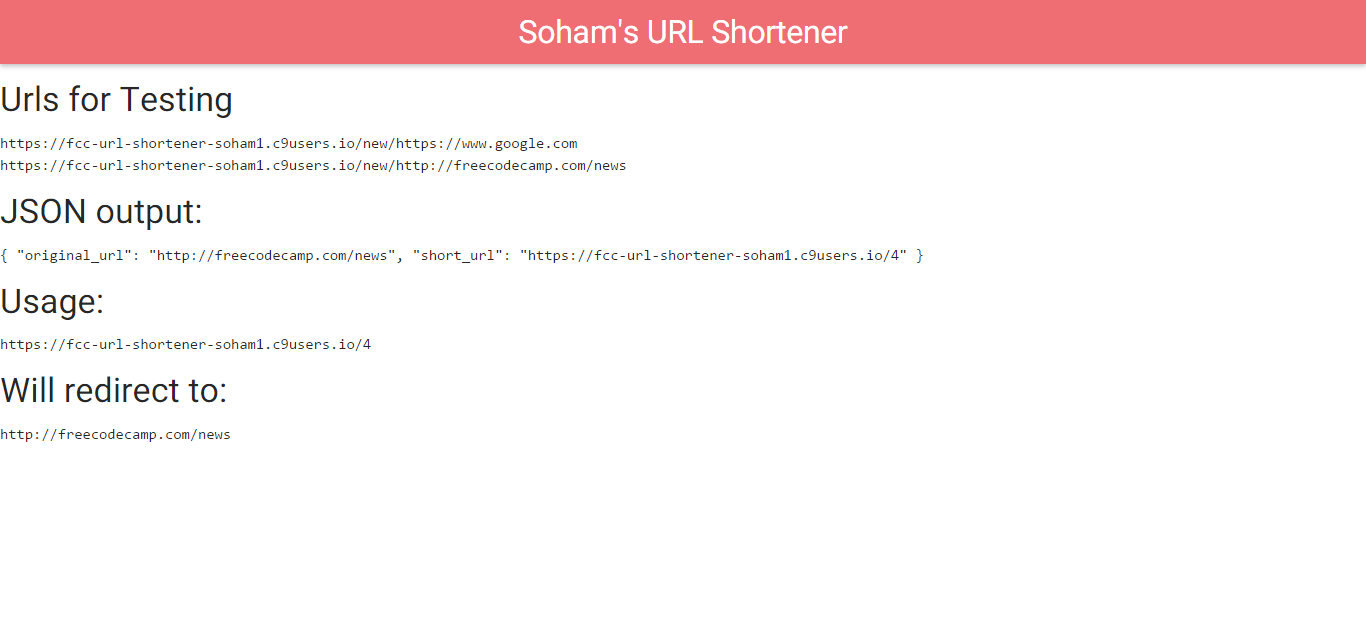 Soham's URL Shortener
Urls for Testing
https://fcc-url-shortener-soham1.c9users.io/new/https://www.google.com
https://fcc-url-shortener-soham1.c9users.io/new/http://freecodecamp.com/news
JSON output:
{ "original_url": "http://freecodecamp.com/news", "short_url": "https://fcc-url-shortener-soham1.c9users.io/4" }
Usage:
https://fcc-url-shortener-soham1.c9users.io/4
Will redirect to:
http://freecodecamp.com/news